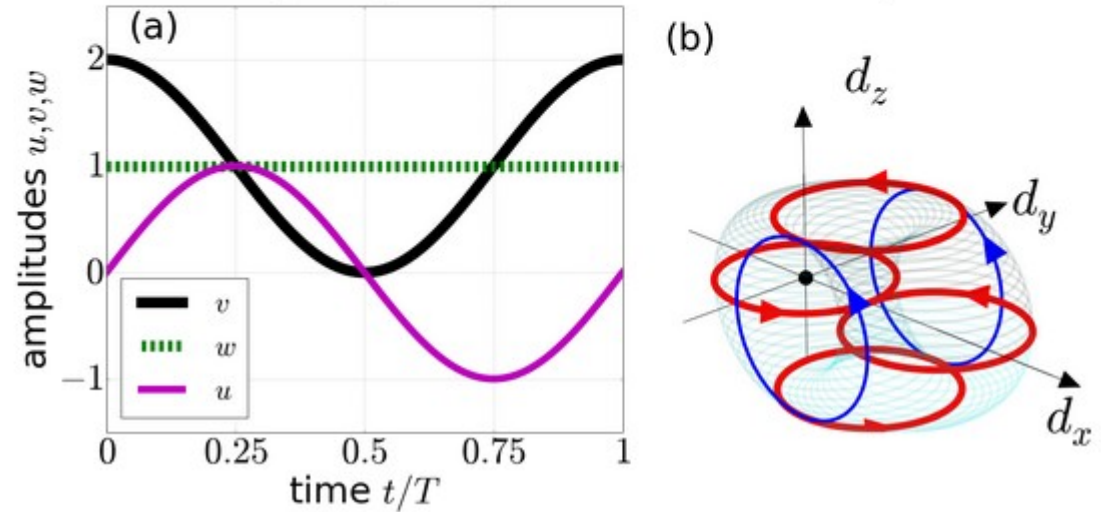 (a)
amplitudes u,v,w
2
1
0
−1
v
w
u
0 0.25 0.5 0.75 1
time t/T
(b)
d_z
d_y
d_x